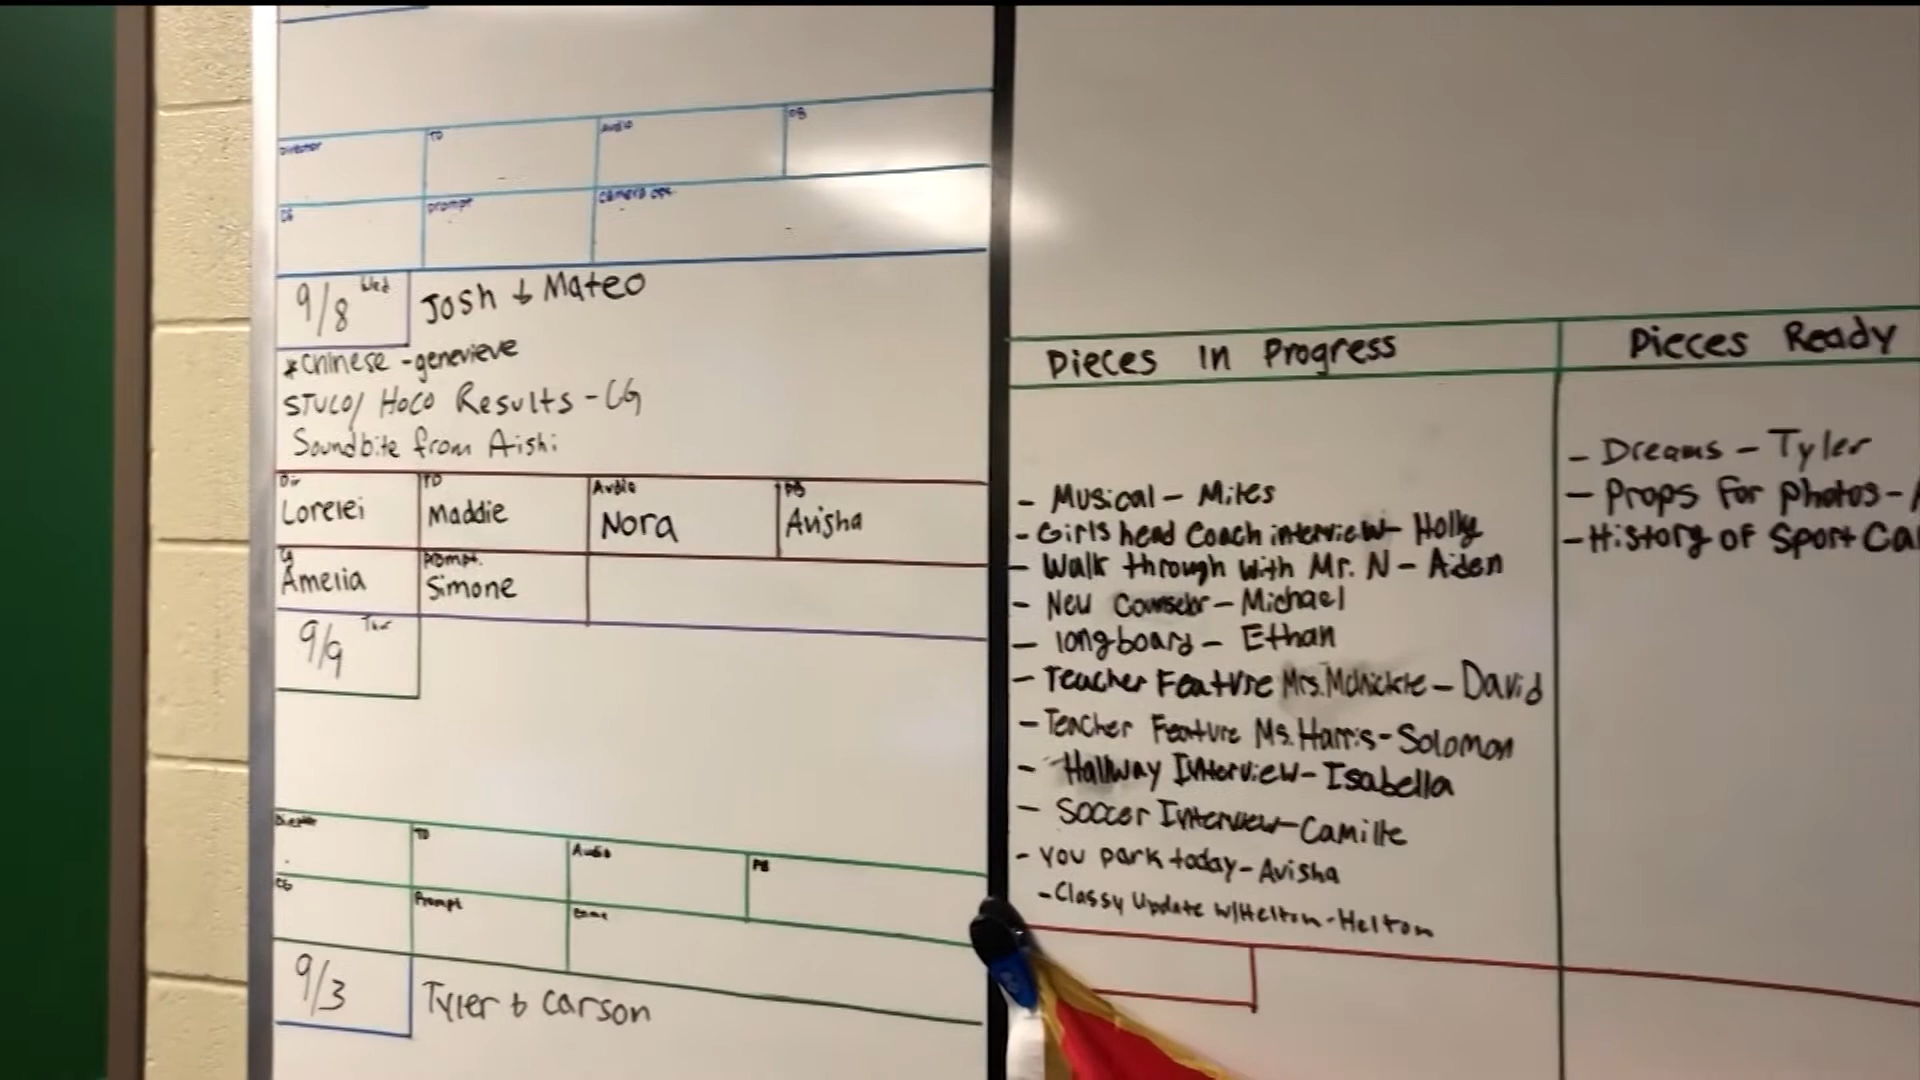 Director TD Audio PB
CG Prompt Camera ops.
9/8 Wed Josh & Mateo
*Chinese - genevieve
STUCO/ HOCO Results - CG
Soundbite from Aishi
Dir TD Audio PB
Lorelei Maddie Nora Avisha
CG Prompt.
Amelia Simone
9/9
Director TD Audio PB
CG Prompt
9/3 Tyler & Carson
Pieces In Progress
- Musical - Miles
- Girls head Coach interview - Holly
- Walk through with Mr. N - Aiden
- New Counselor - Michael
- longboard - Ethan
- Teacher Feature Mrs. - David
- Teacher Feature Ms. Harris - Solomon
- Hallway Interview - Isabella
- Soccer Interview - Camille
- You park today - Avisha
- Classy Update w/Helton - Helton
Pieces Ready
- Dreams - Tyler
- Props For photos -
- History of Sport